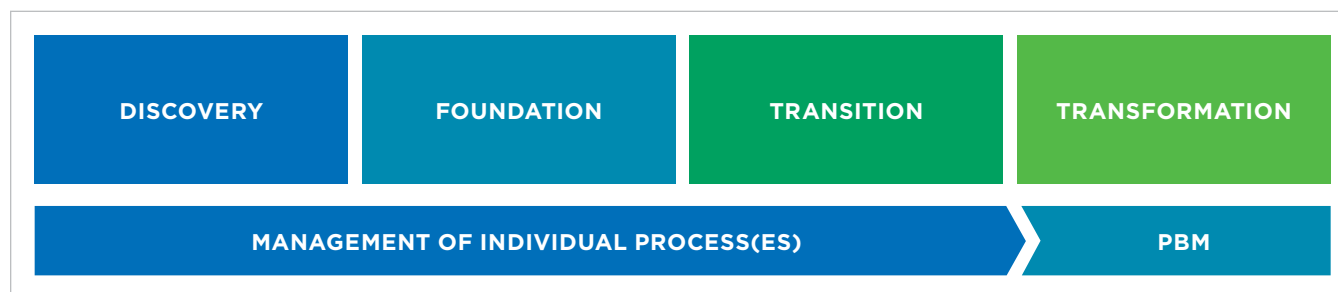 DISCOVERY
FOUNDATION
TRANSITION
TRANSFORMATION
MANAGEMENT OF INDIVIDUAL PROCESS(ES)
PBM